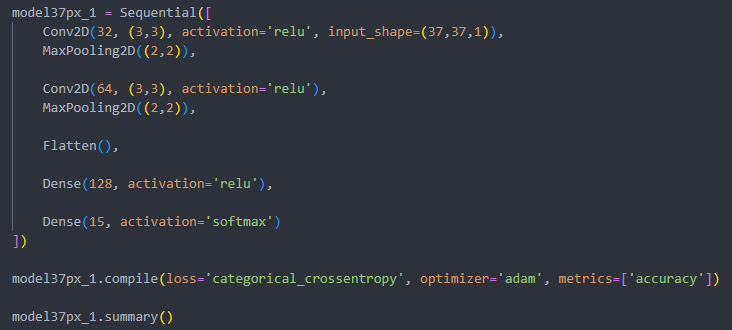 model37px_1 = Sequential([
    Conv2D(32, (3,3), activation='relu', input_shape=(37,37,1)),
    MaxPooling2D((2,2)),

    Conv2D(64, (3,3), activation='relu'),
    MaxPooling2D((2,2)),

    Flatten(),

    Dense(128, activation='relu'),

    Dense(15, activation='softmax')
])

model37px_1.compile(loss='categorical_crossentropy', optimizer='adam', metrics=['accuracy'])

model37px_1.summary()